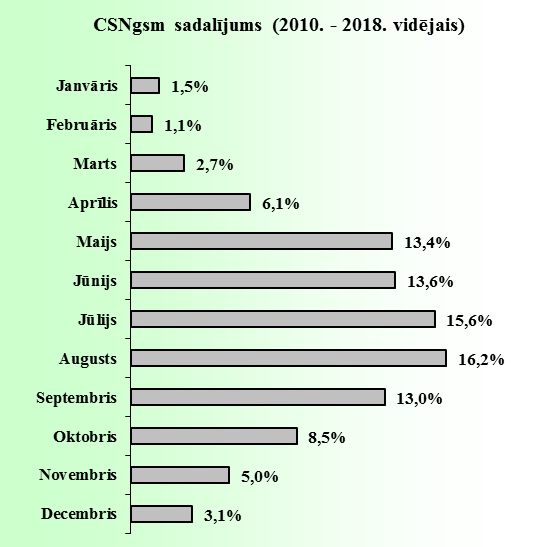 CSNgsm sadalījums (2010. - 2018. vidējais)
Janvāris 1,5%
Februāris 1,1%
Marts 2,7%
Aprīlis 6,1%
Maijs 13,4%
Jūnijs 13,6%
Jūlijs 15,6%
Augusts 16,2%
Septembris 13,0%
Oktobris 8,5%
Novembris 5,0%
Decembris 3,1%